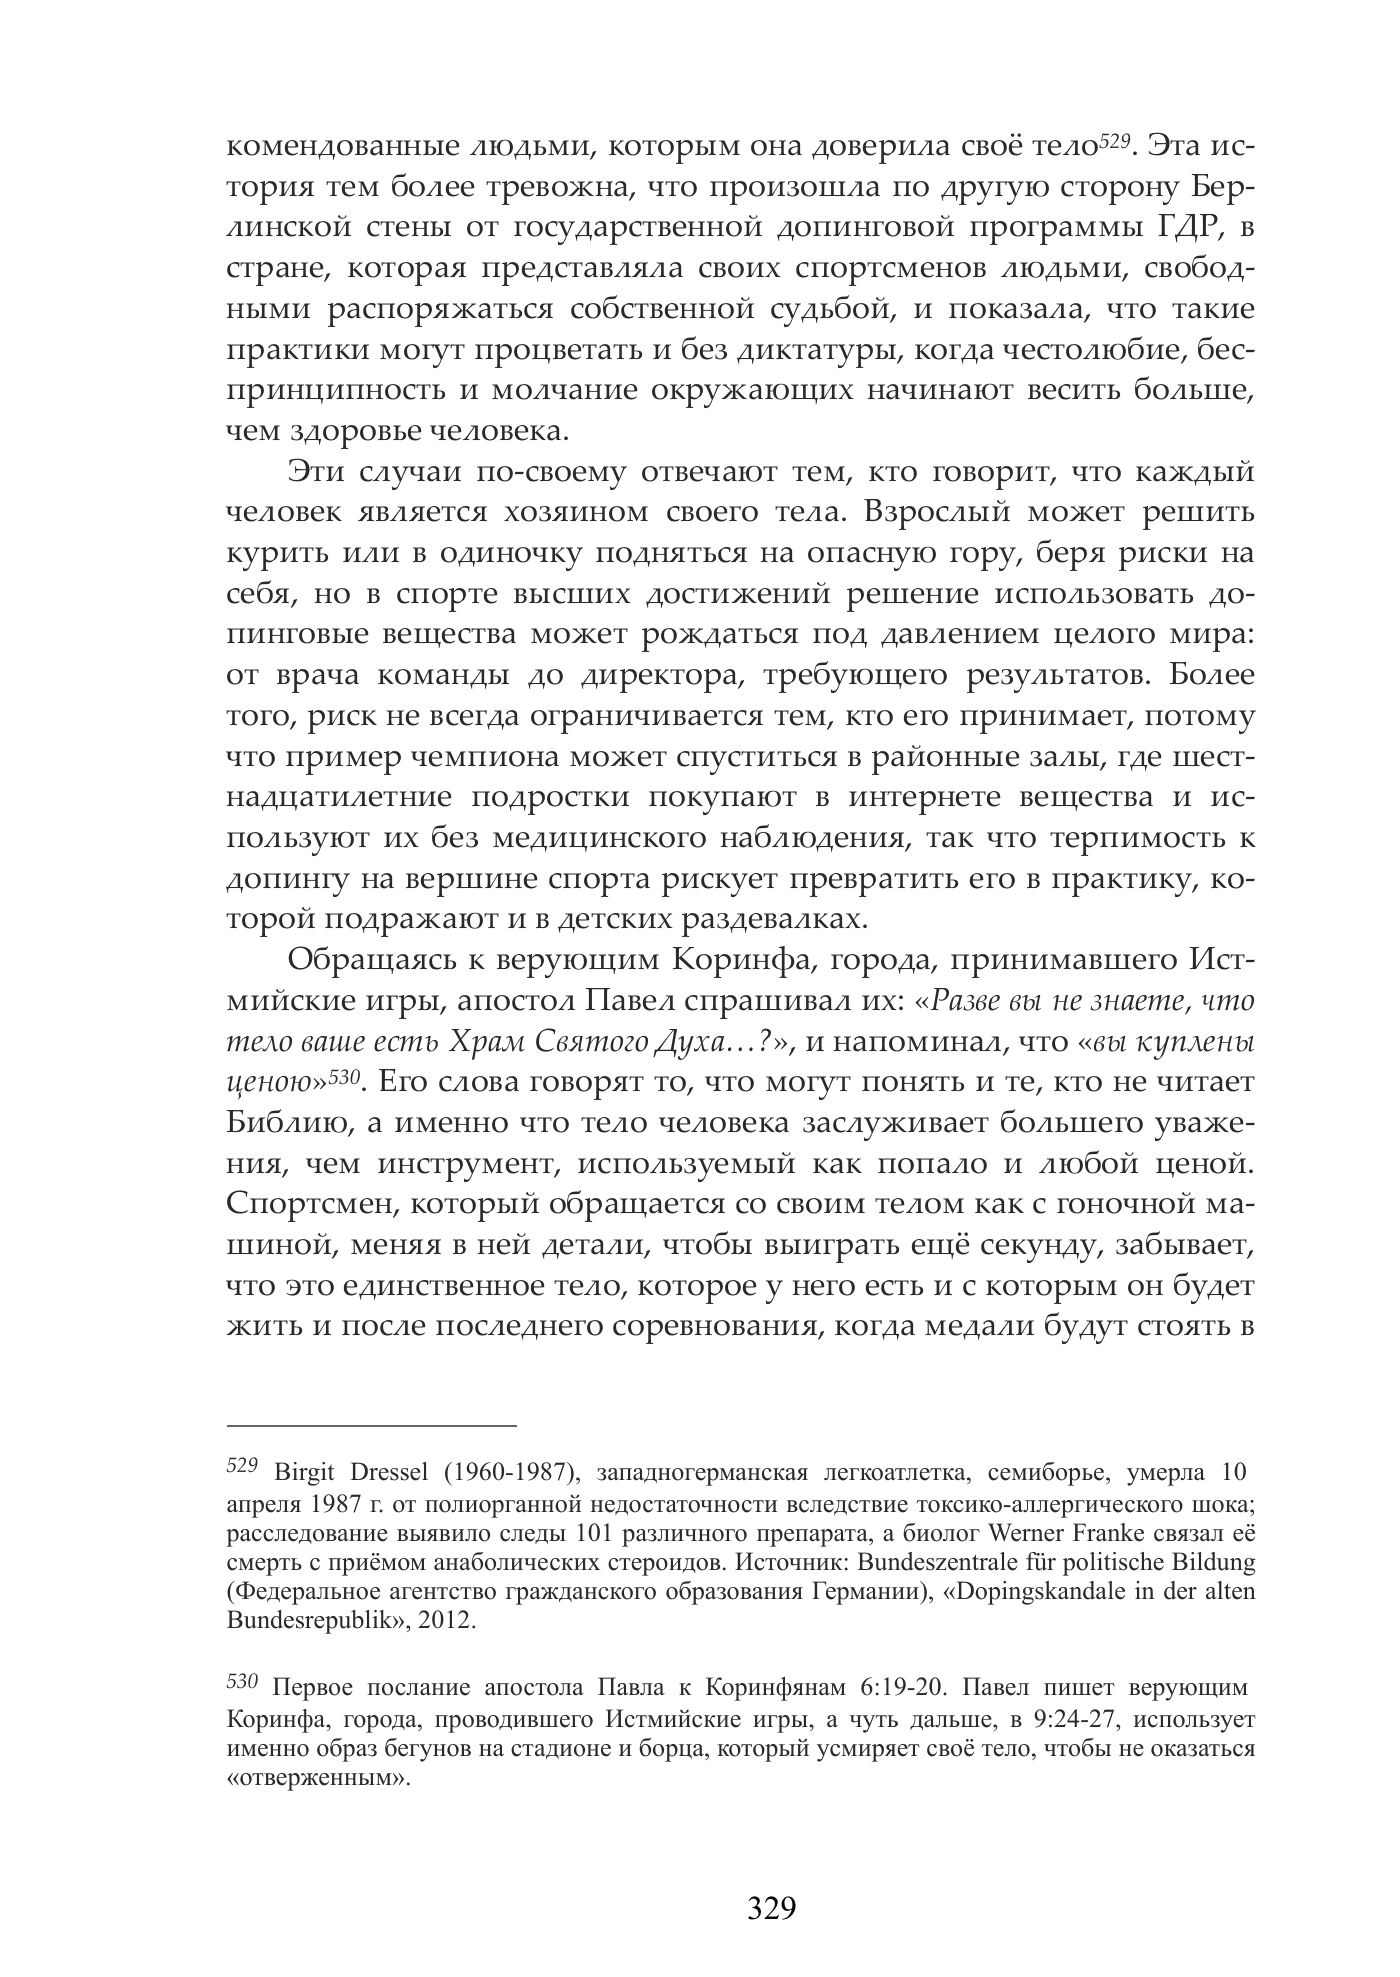 комендованные людьми, которым она доверила своё тело529. Эта ис-
тория тем более тревожна, что произошла по другую сторону Бер-
линской стены от государственной допинговой программы ГДР, в
стране, которая представляла своих спортсменов людьми, свобод-
ными распоряжаться собственной судьбой, и показала, что такие
практики могут процветать и без диктатуры, когда честолюбие, бес-
принципность и молчание окружающих начинают весить больше,
чем здоровье человека.
Эти случаи по-своему отвечают тем, кто говорит, что каждый
человек является хозяином своего тела. Взрослый может решить
курить или в одиночку подняться на опасную гору, беря риски на
себя, но в спорте высших достижений решение использовать до-
пинговые вещества может рождаться под давлением целого мира:
от врача команды до директора, требующего результатов. Более
того, риск не всегда ограничивается тем, кто его принимает, потому
что пример чемпиона может спуститься в районные залы, где шест-
надцатилетние подростки покупают в интернете вещества и ис-
пользуют их без медицинского наблюдения, так что терпимость к
допингу на вершине спорта рискует превратить его в практику, ко-
торой подражают и в детских раздевалках.
Обращаясь к верующим Коринфа, города, принимавшего Ист-
мийские игры, апостол Павел спрашивал их: «Разве вы не знаете, что
тело ваше есть Храм Святого Духа…?», и напоминал, что «вы куплены
ценою»530. Его слова говорят то, что могут понять и те, кто не читает
Библию, а именно что тело человека заслуживает большего уваже-
ния, чем инструмент, используемый как попало и любой ценой.
Спортсмен, который обращается со своим телом как с гоночной ма-
шиной, меняя в ней детали, чтобы выиграть ещё секунду, забывает,
что это единственное тело, которое у него есть и с которым он будет
жить и после последнего соревнования, когда медали будут стоять в
529 Birgit Dressel (1960-1987), западногерманская легкоатлетка, семиборье, умерла 10
апреля 1987 г. от полиорганной недостаточности вследствие токсико-аллергического шока;
расследование выявило следы 101 различного препарата, а биолог Werner Franke связал её
смерть с приёмом анаболических стероидов. Источник: Bundeszentrale für politische Bildung
(Федеральное агентство гражданского образования Германии), «Dopingskandale in der alten
Bundesrepublik», 2012.
530 Первое послание апостола Павла к Коринфянам 6:19-20. Павел пишет верующим
Коринфа, города, проводившего Истмийские игры, а чуть дальше, в 9:24-27, использует
именно образ бегунов на стадионе и борца, который усмиряет своё тело, чтобы не оказаться
«отверженным».
329